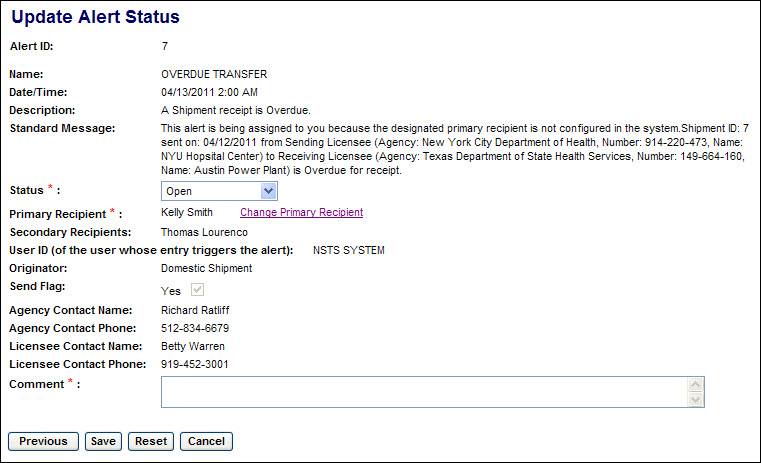 Update Alert Status
Alert ID: 7
Name: OVERDUE TRANSFER
Date/Time: 04/13/2011 2:00 AM
Description: A Shipment receipt is Overdue.
Standard Message: This alert is being assigned to you because the designated primary recipient is not configured in the system.Shipment ID: 7
sent on: 04/12/2011 from Sending Licensee (Agency: New York City Department of Health, Number: 914-220-473, Name:
NYU Hopsital Center) to Receiving Licensee (Agency: Texas Department of State Health Services, Number: 149-664-160,
Name: Austin Power Plant) is Overdue for receipt.
Status * : Open
Primary Recipient * : Kelly Smith Change Primary Recipient
Secondary Recipients: Thomas Lourenco
User ID (of the user whose entry triggers the alert): NSTS SYSTEM
Originator: Domestic Shipment
Send Flag: Yes
Agency Contact Name: Richard Ratliff
Agency Contact Phone: 512-834-6679
Licensee Contact Name: Betty Warren
Licensee Contact Phone: 919-452-3001
Comment * :
Previous Save Reset Cancel